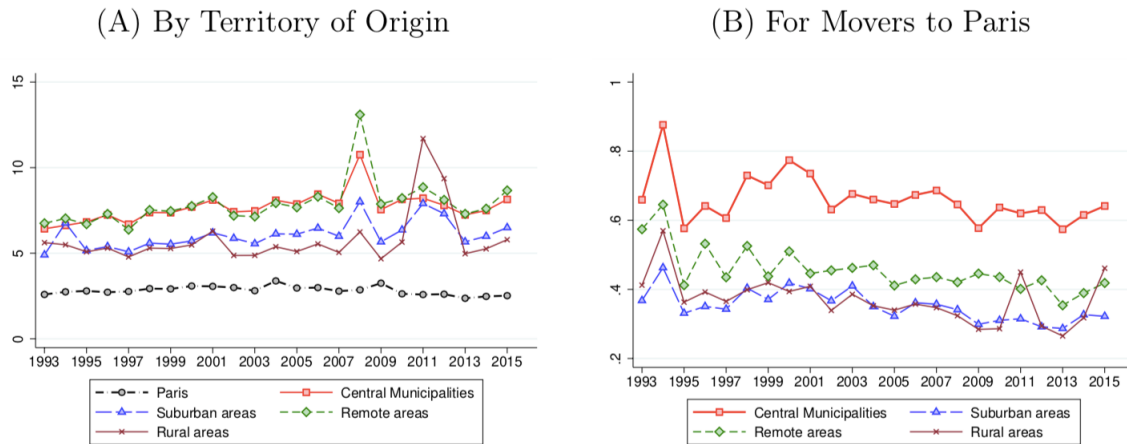 (A) By Territory of Origin
15
10
5
0
1993 1995 1997 1999 2001 2003 2005 2007 2009 2011 2013 2015
Paris Central Municipalities
Suburban areas Remote areas
Rural areas
(B) For Movers to Paris
1
.8
.6
.4
.2
1993 1995 1997 1999 2001 2003 2005 2007 2009 2011 2013 2015
Central Municipalities Suburban areas
Remote areas Rural areas